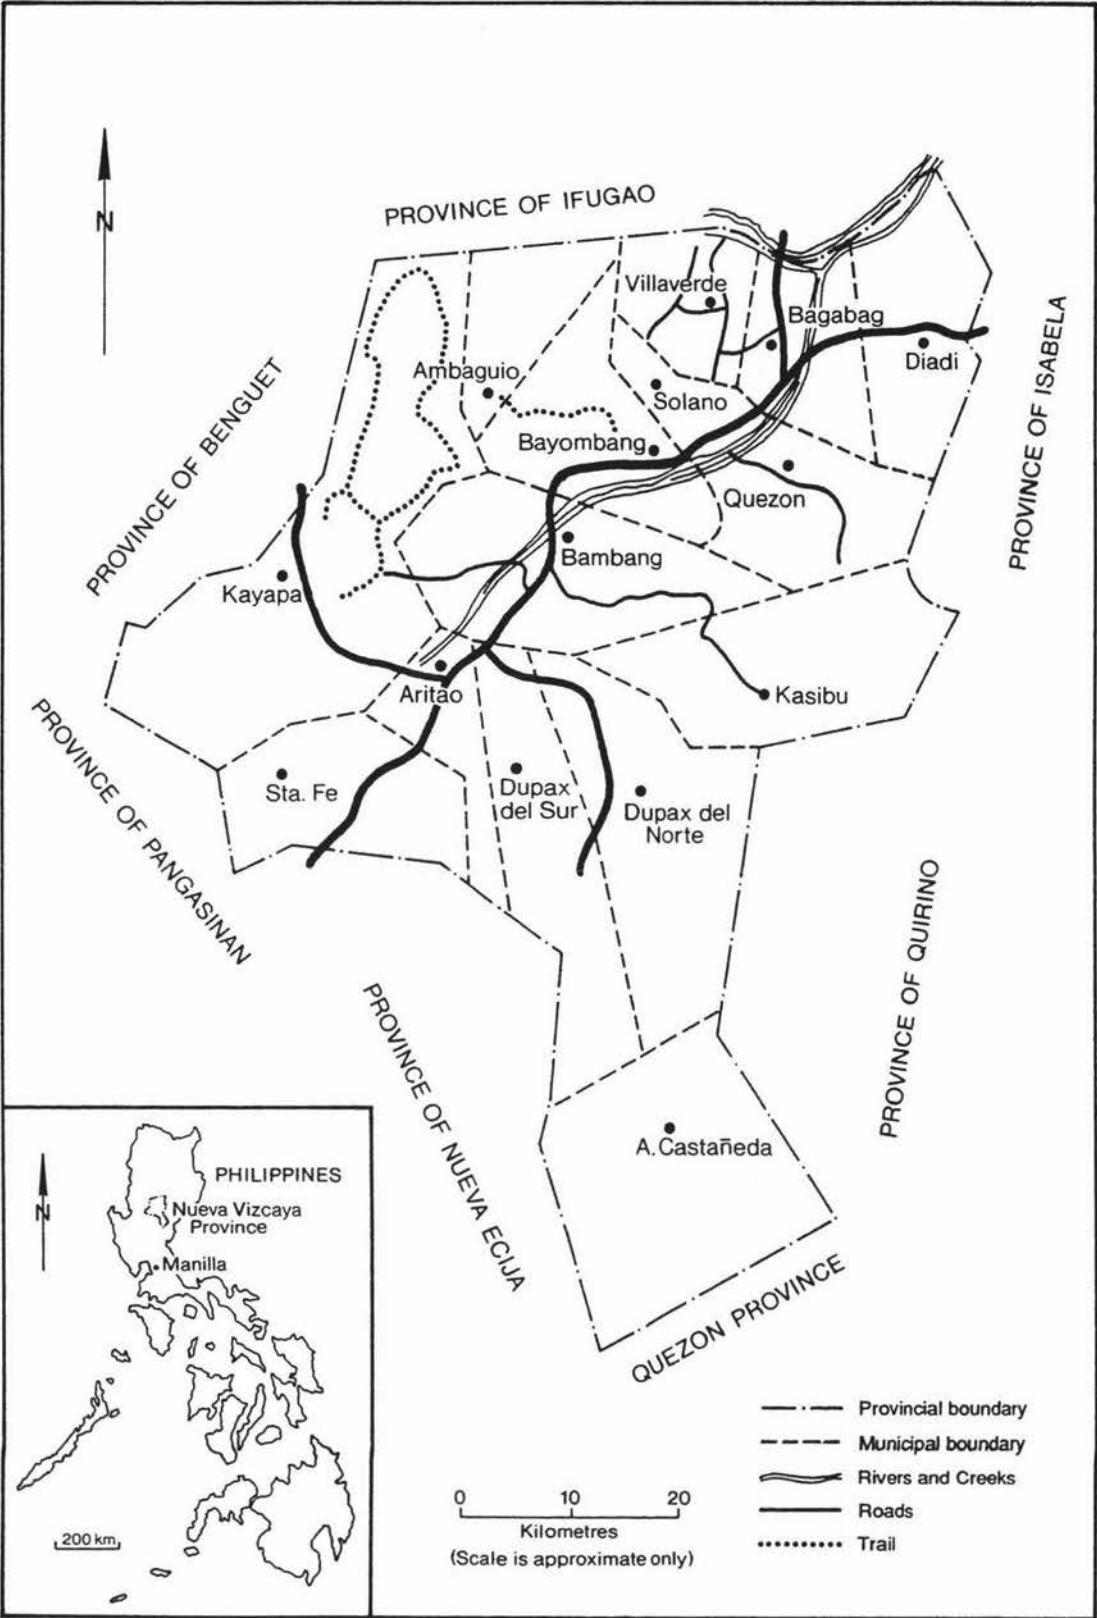 PROVINCE OF IFUGAO
N
Villaverde
Bagabag
Diadi
PROVINCE OF ISABELA
Ambaguio
Solano
PROVINCE OF BENGUET
Bayombang
Quezon
Bambang
Kayapa
Aritao
Kasibu
Sta. Fe
Dupax
del Sur
Dupax del
Norte
PROVINCE OF PANGASINAN
PROVINCE OF QUIRINO
PROVINCE OF NUEVA ECIJA
A. Castañeda
QUEZON PROVINCE
N
PHILIPPINES
Nueva Vizcaya
Province
Manilla
200 km
0 10 20
Kilometres
(Scale is approximate only)
Provincial boundary
Municipal boundary
Rivers and Creeks
Roads
Trail